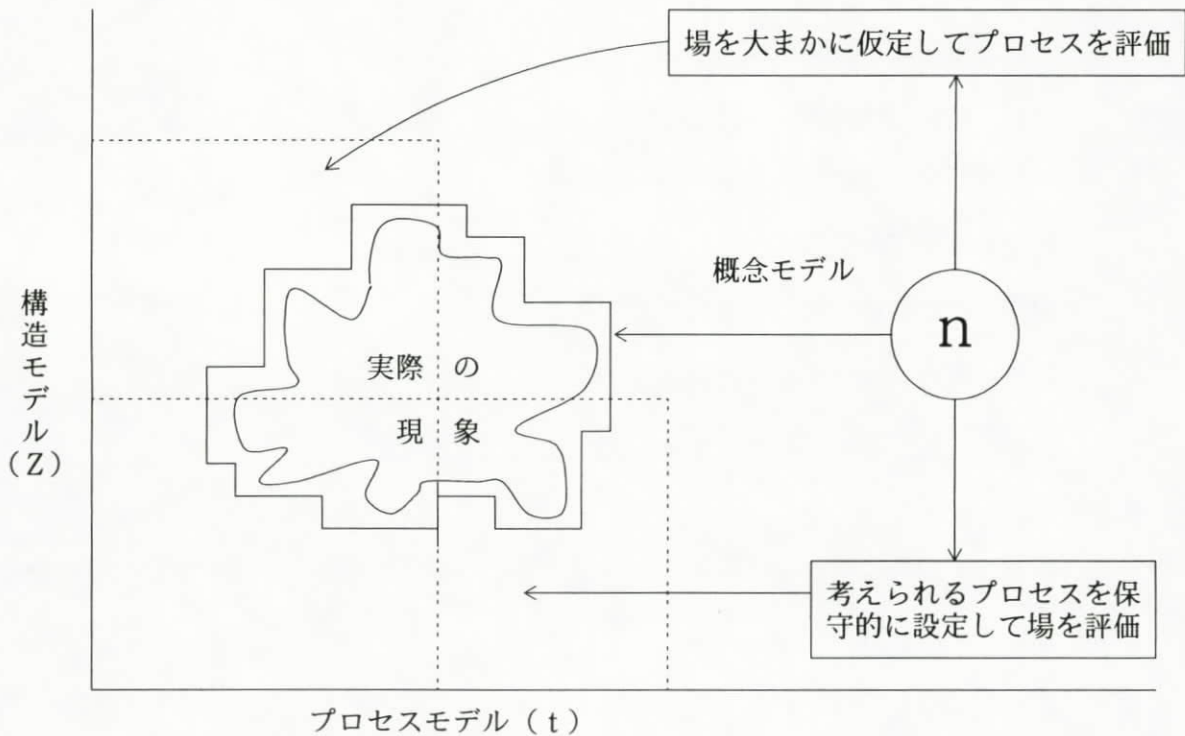 場を大まかに仮定してプロセスを評価
概念モデル
n
構造モデル(Z)
実際の
現象
考えられるプロセスを保
守的に設定して場を評価
プロセスモデル(t)